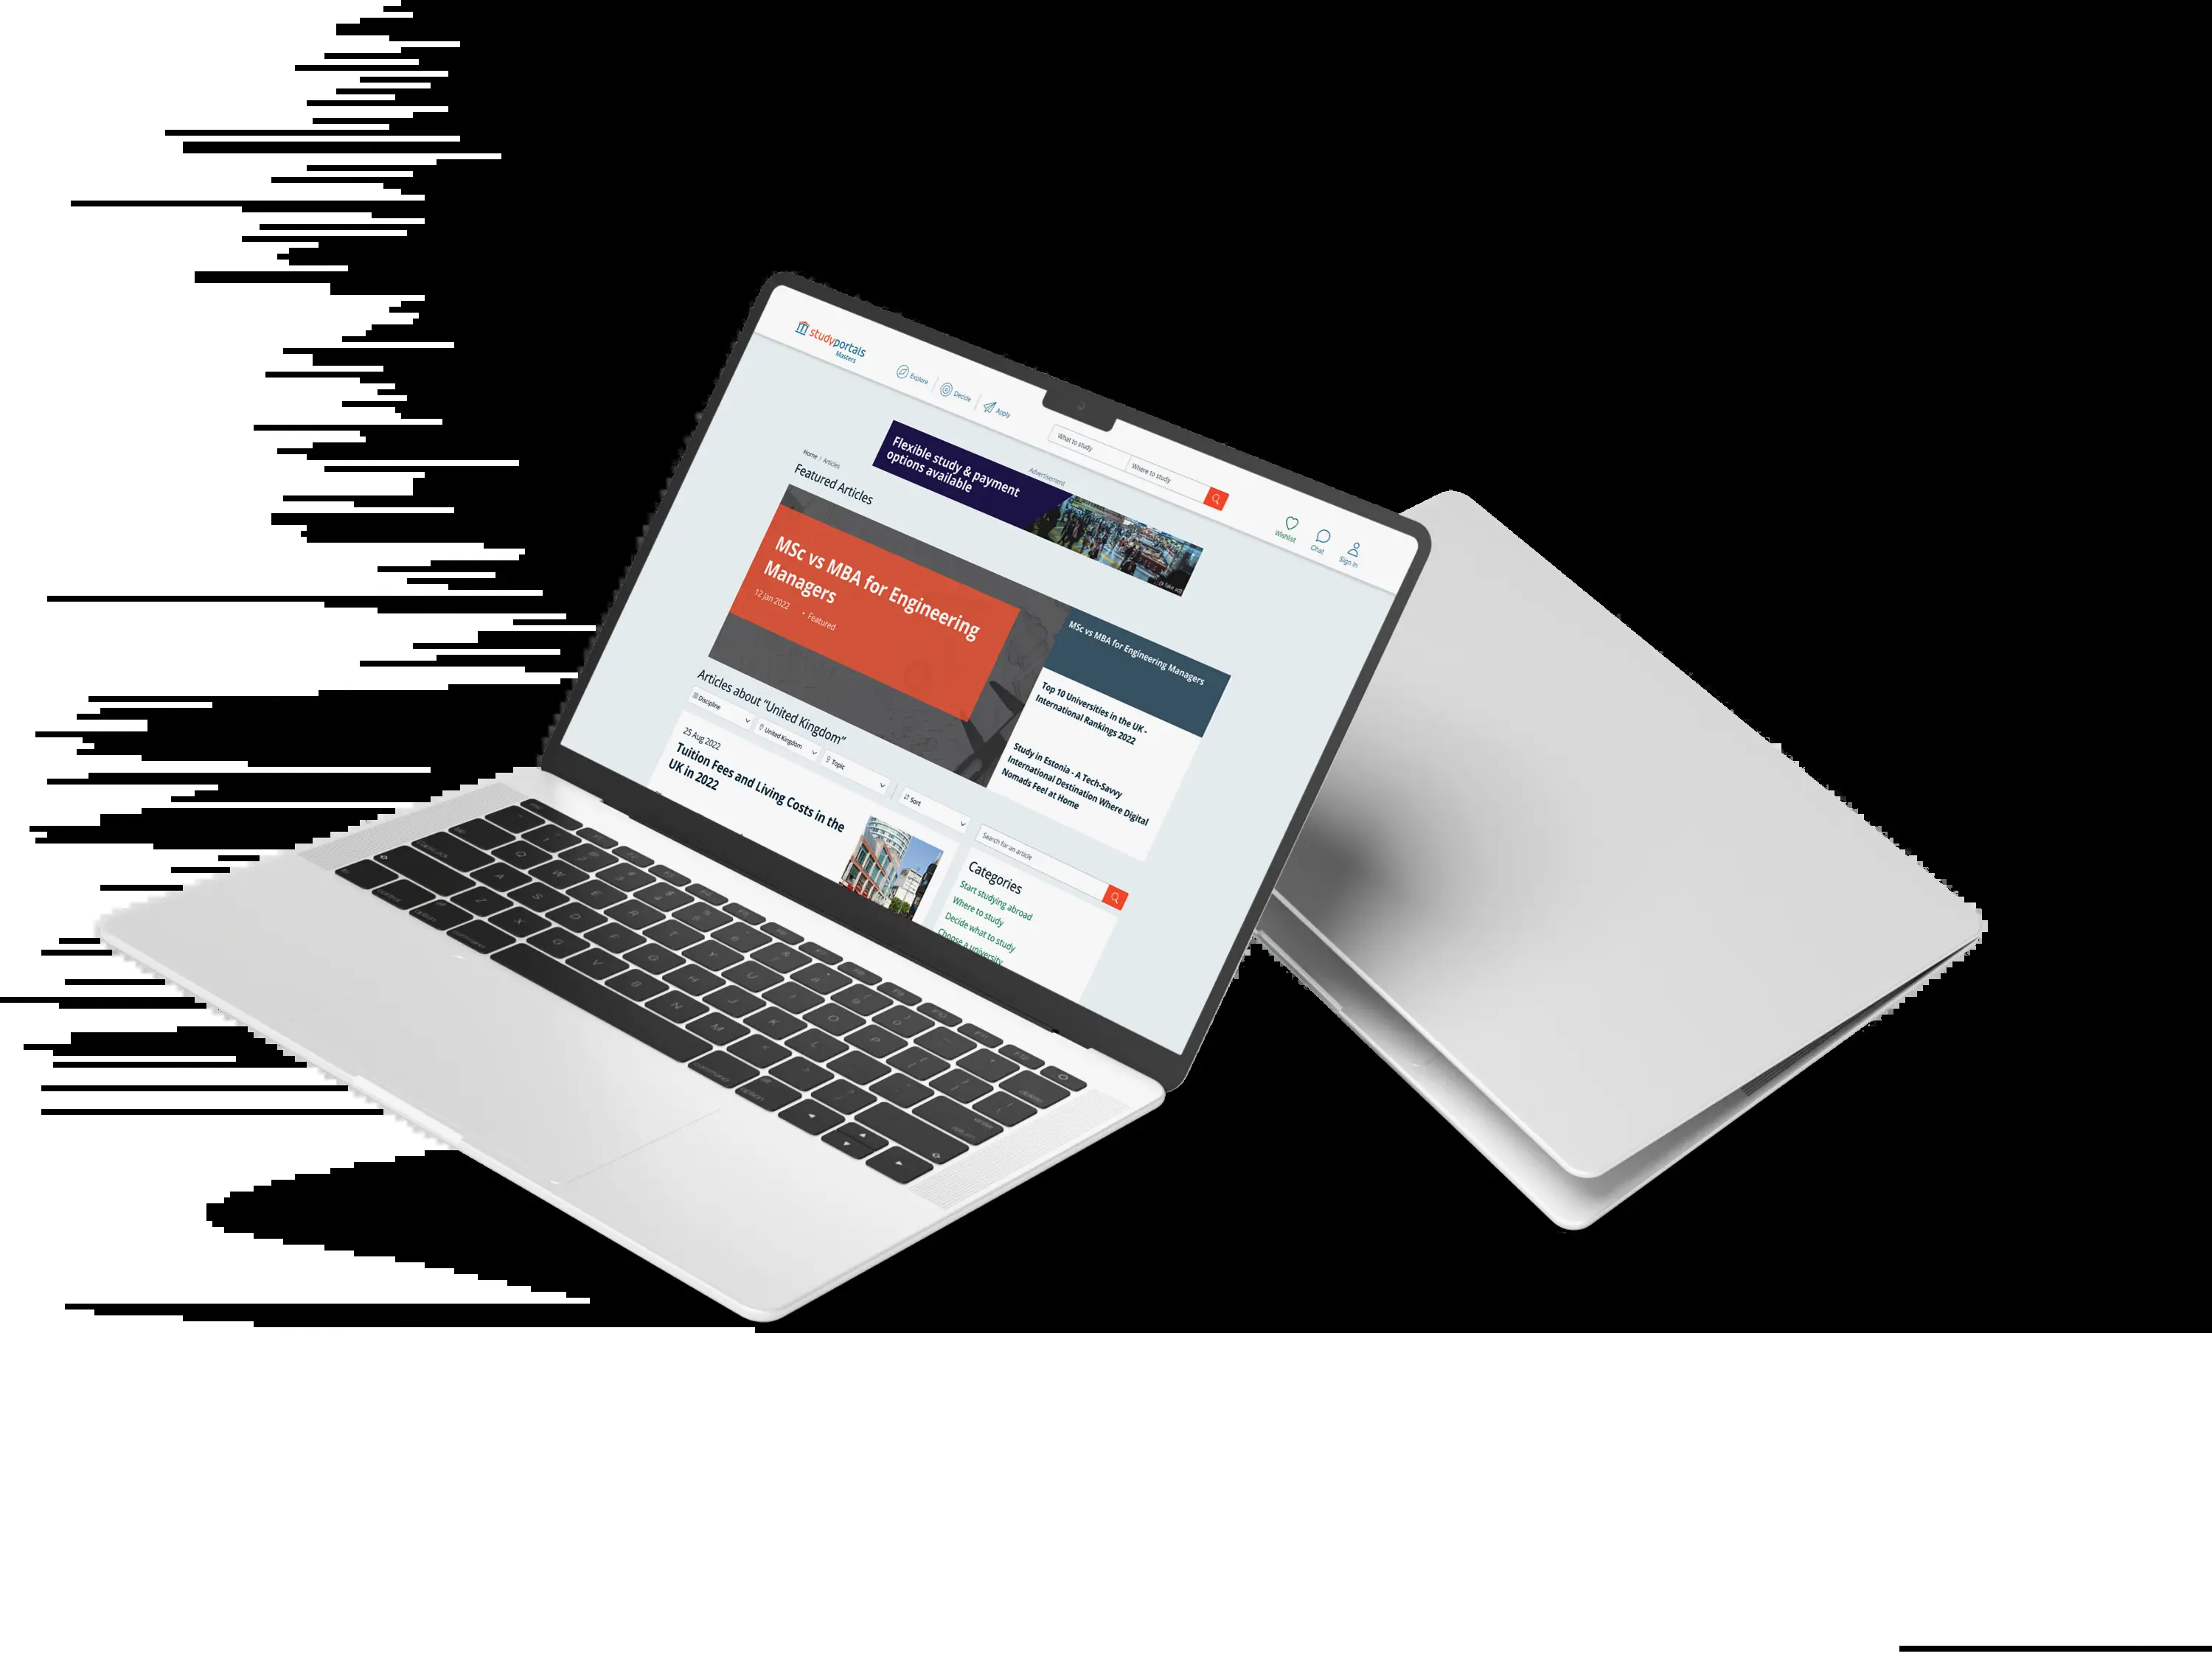 studyportals
Masters
Explore
Decide
Apply
What to study
Where to study
Wishlist
Chat
Sign in
Advertisement
Flexible study & payment
options available
Home
Articles
Featured Articles
MSc vs MBA for Engineering
Managers
12 Jan 2022
• Featured
MSc vs MBA for Engineering Managers
Top 10 Universities in the UK -
International Rankings 2022
Study in Estonia - A Tech-Savvy
International Destination Where Digital
Nomads Feel at Home
Articles about “United Kingdom”
Discipline
United Kingdom
Topic
Sort
25 Aug 2022
Tuition Fees and Living Costs in the
UK in 2022
Search for an article
Categories
Start studying abroad
Where to study
Decide what to study
Choose a university
Q W E R T Y U I O P
A S D F G H J K L
Z X C V B N M
command
option